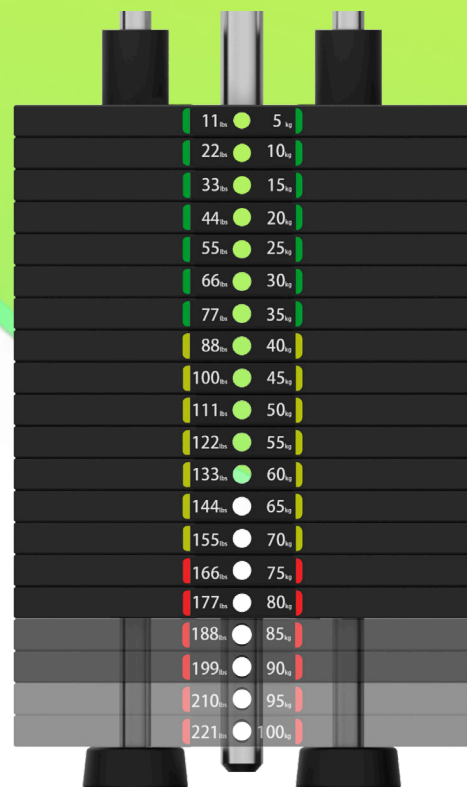 11lbs 5kg
22lbs 10kg
33lbs 15kg
44lbs 20kg
55lbs 25kg
66lbs 30kg
77lbs 35kg
88lbs 40kg
100lbs 45kg
111lbs 50kg
122lbs 55kg
133lbs 60kg
144lbs 65kg
155lbs 70kg
166lbs 75kg
177lbs 80kg
188lbs 85kg
199lbs 90kg
210lbs 95kg
221lbs 100kg